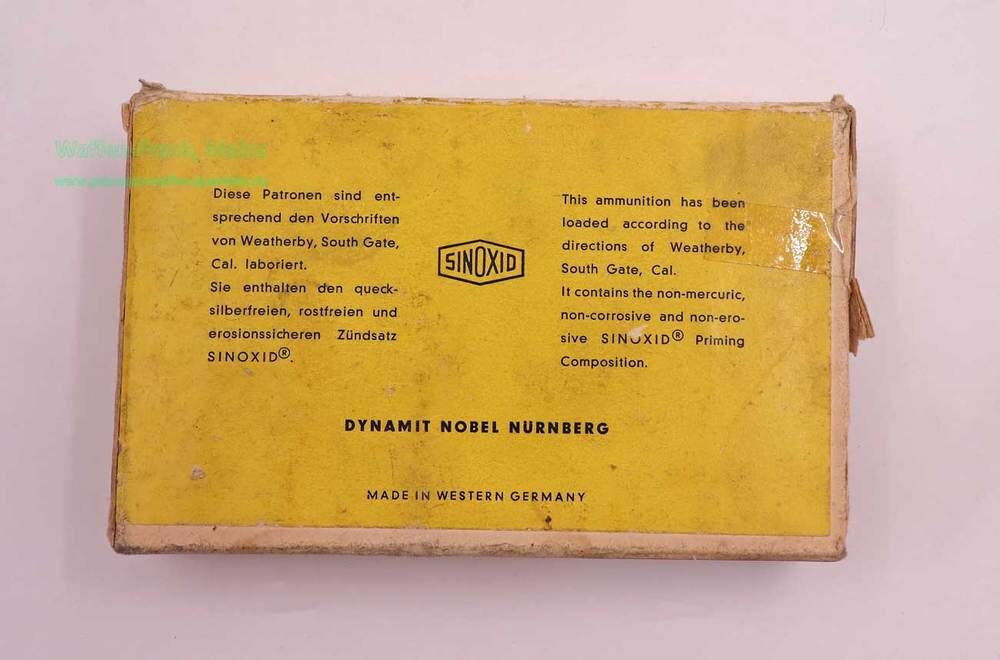 Diese Patronen sind ent-
sprechend den Vorschriften
von Weatherby, South Gate,
Cal. laboriert.
Sie enthalten den queck-
silberfreien, rostfreien und
erosionssicheren Zündsatz
SINOXID®.
SINOXID
This ammunition has been
loaded according to the
directions of Weatherby,
South Gate, Cal.
It contains the non-mercuric,
non-corrosive and non-ero-
sive SINOXID® Priming
Composition.
DYNAMIT NOBEL NURNBERG
MADE IN WESTERN GERMANY